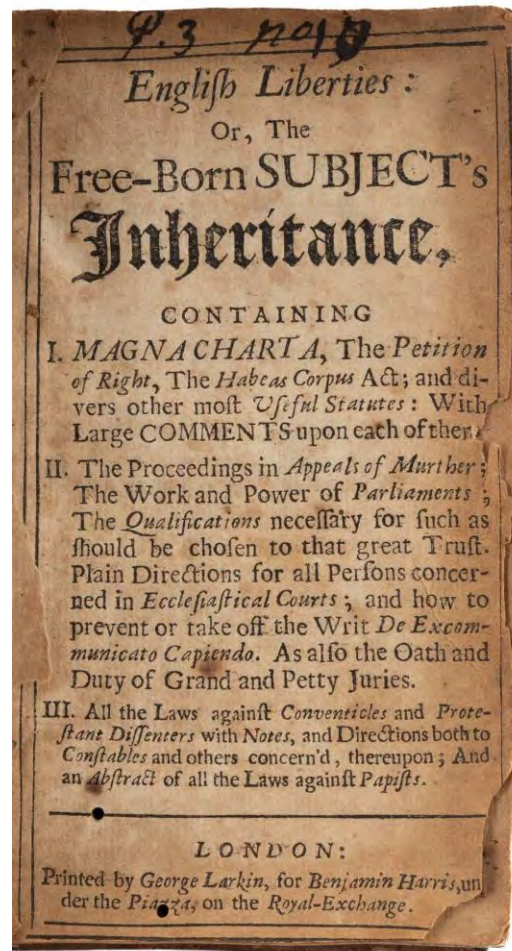 P.3
Engliſh Liberties :
Or, The
Free-Born SUBJECT's
Inheritance,
CONTAINING
I. MAGNA CHARTA, The Petition
of Right, The Habeas Corpus Act; and di-
vers other moſt Uſeful Statutes : With
Large COMMENTS upon each of them
II. The Proceedings in Appeals of Murther ;
The Work and Power of Parliaments ;
The Qualifications neceſſary for ſuch as
ſhould be choſen to that great Truſt.
Plain Directions for all Perſons concer-
ned in Eccleſiaſtical Courts ; and how to
prevent or take off the Writ De Excom-
municato Capiendo. As alſo the Oath and
Duty of Grand and Petty Juries.
III. All the Laws againſt Conventicles and Prote-
ſtant Diſſenters with Notes, and Directions both to
Conſtables and others concern'd, thereupon ; And
an Abſtract of all the Laws againſt Papiſts.
LONDON:
Printed by George Larkin, for Benjamin Harris, un
der the Piazza, on the Royal-Exchange.